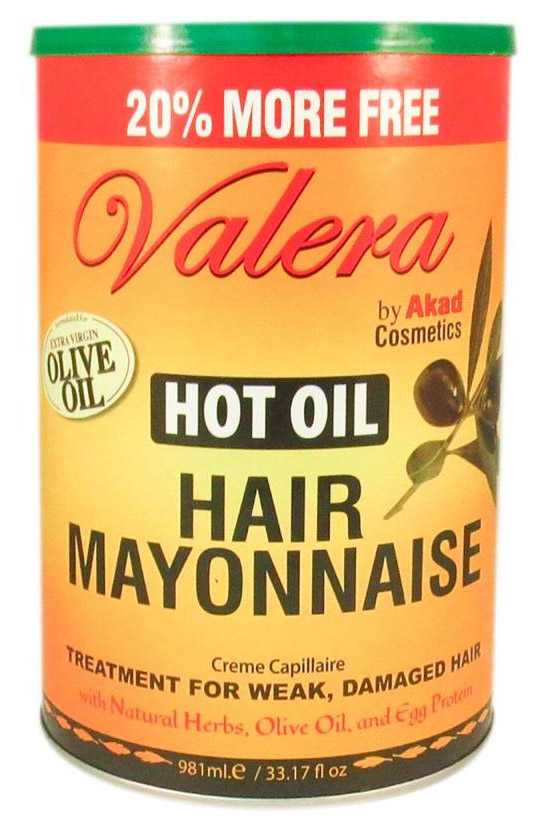 20% MORE FREE
Valera
by Akad
Cosmetics
EXTRA VIRGIN
OLIVE
OIL
HOT OIL
HAIR
MAYONNAISE
Creme Capillaire
TREATMENT FOR WEAK, DAMAGED HAIR
with Natural Herbs, Olive Oil, and Egg Protein
981ml.e / 33.17 fl oz